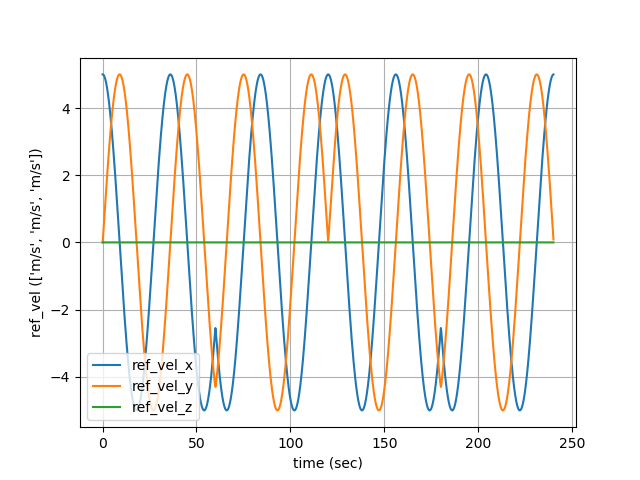 4
2
0
−2
−4
ref_vel (['m/s', 'm/s', 'm/s'])
ref_vel_x
ref_vel_y
ref_vel_z
0 50 100 150 200 250
time (sec)